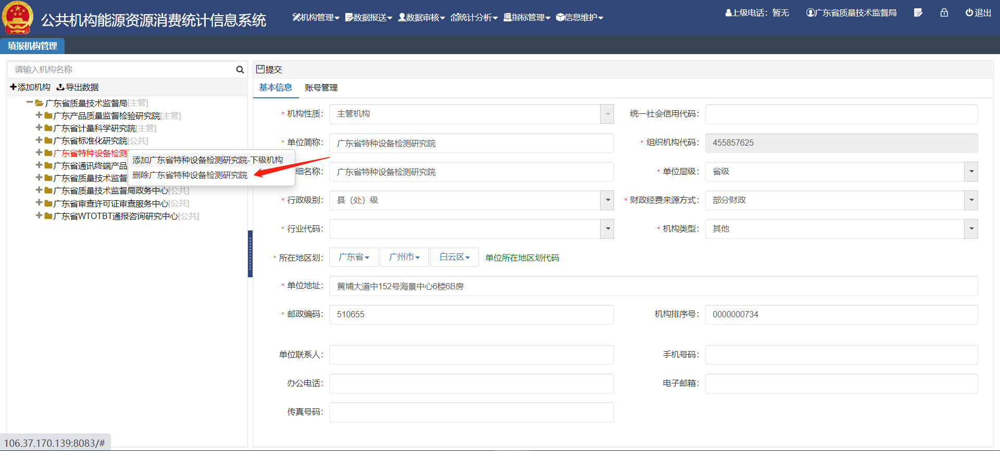 公共机构能源资源消费统计信息系统
机构管理 数据报送 数据审核 统计分析 指标管理 信息维护
上级电话：暂无 广东省质量技术监督局 退出
填报机构管理
请输入机构名称
添加机构 导出数据
广东省质量技术监督局[主管]
广东产品质量监督检验研究院[主管]
广东省计量科学研究院[主管]
广东省标准化研究院[公共]
广东省特种设备检测
广东省通讯终端产品
广东省质量技术监督
广东省质量技术监督局政务中心[公共]
广东省审查许可证审查服务中心[公共]
广东省WTOTBT通报咨询研究中心[公共]
添加广东省特种设备检测研究院-下级机构
删除广东省特种设备检测研究院
提交
基本信息 账号管理
* 机构性质： 主管机构 统一社会信用代码：
* 单位简称： 广东省特种设备检测研究院 * 组织机构代码： 455857625
细名称： 广东省特种设备检测研究院 * 单位层级： 省级
* 行政级别： 县（处）级 * 财政经费来源方式： 部分财政
* 行业代码： * 机构类型： 其他
* 所在地区划： 广东省 广州市 白云区 单位所在地区划代码
* 单位地址： 黄埔大道中152号海景中心6楼6B房
* 邮政编码： 510655 机构排序号： 0000000734
单位联系人： 手机号码：
办公电话： 电子邮箱：
传真号码：
106.37.170.139:8083/#